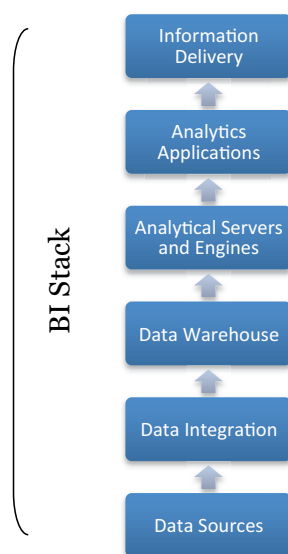 BI Stack
Information
Delivery
Analytics
Applications
Analytical Servers
and Engines
Data Warehouse
Data Integration
Data Sources